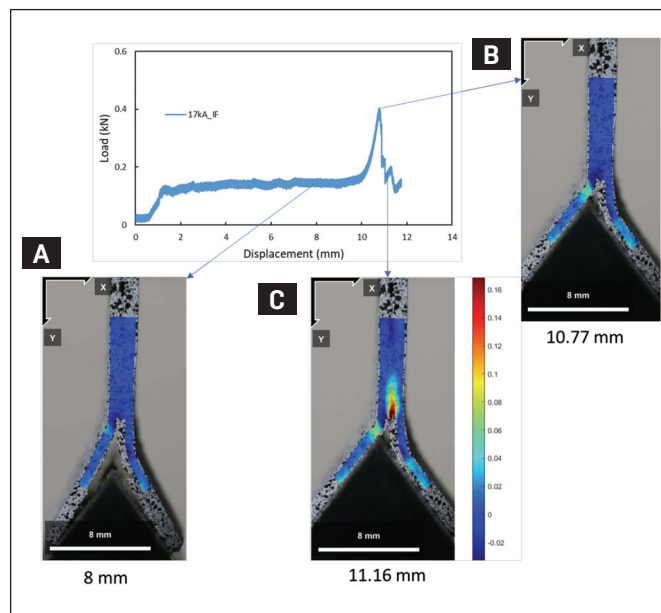 0.6
0.4
0.2
0
Load (kN)
17kA_IF
0
2
4
6
8
10
12
14
Displacement (mm)
A
X
Y
8 mm
8 mm
B
X
Y
8 mm
10.77 mm
C
X
Y
8 mm
11.16 mm
0.16
0.14
0.12
0.1
0.08
0.06
0.04
0.02
0
-0.02